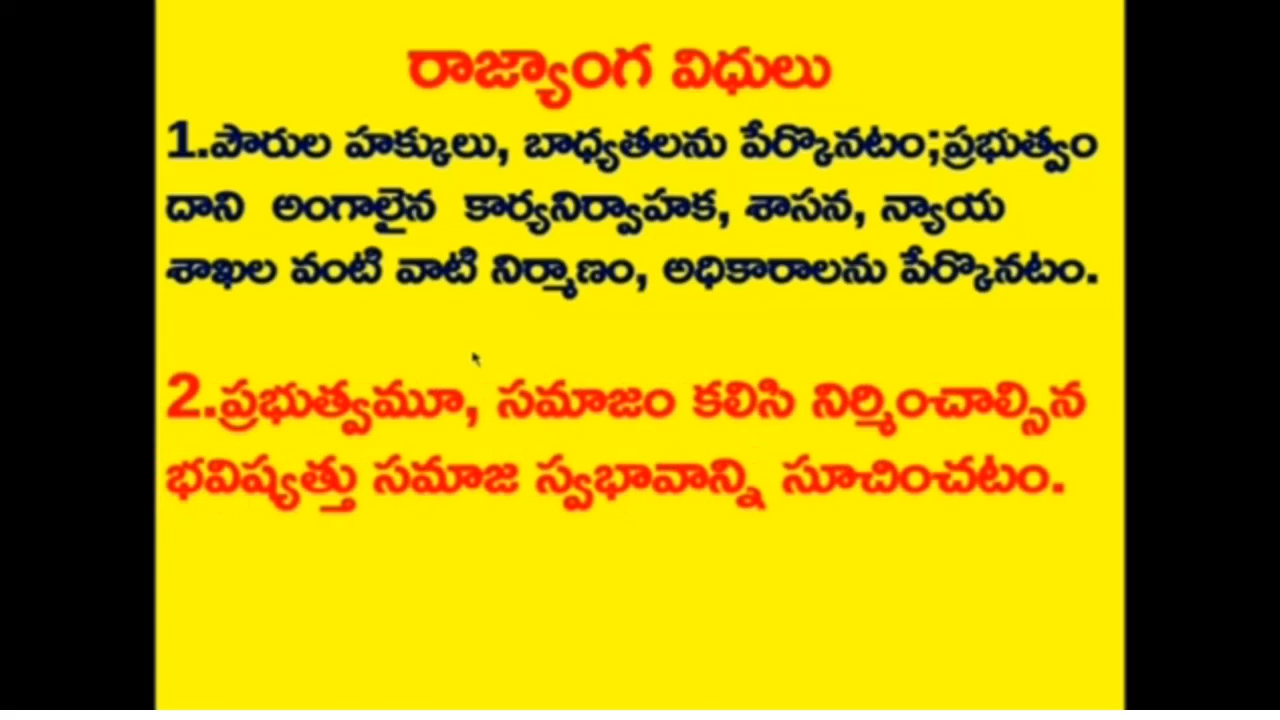 రాజ్యాంగ విధులు
1.పౌరుల హక్కులు, బాధ్యతలను పేర్కొనటం;ప్రభుత్వం
దాని అంగాలైన కార్యనిర్వాహక, శాసన, న్యాయ
శాఖల వంటి వాటి నిర్మాణం, అధికారాలను పేర్కొనటం.
2.ప్రభుత్వమూ, సమాజం కలిసి నిర్మించాల్సిన
భవిష్యత్తు సమాజ స్వభావాన్ని సూచించటం.